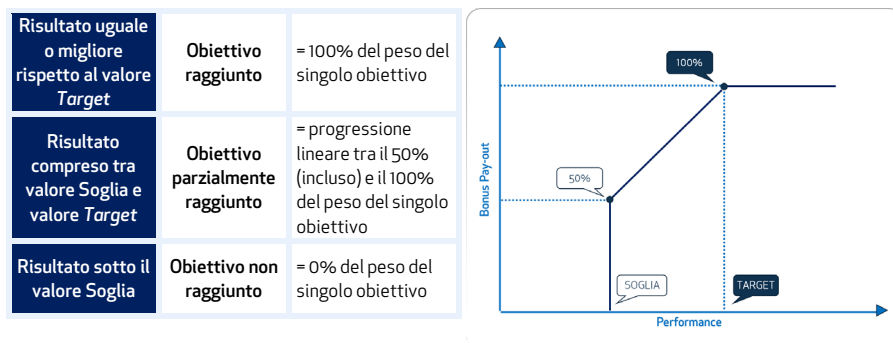 Risultato uguale
o migliore
rispetto al valore
Target
Obiettivo
raggiunto
= 100% del peso del
singolo obiettivo
Risultato
compreso tra
valore Soglia e
valore Target
Obiettivo
parzialmente
raggiunto
= progressione
lineare tra il 50%
(incluso) e il 100%
del peso del singolo
obiettivo
Risultato sotto il
valore Soglia
Obiettivo non
raggiunto
= 0% del peso del
singolo obiettivo
Bonus Pay-out
100%
50%
SOGLIA
TARGET
Performance